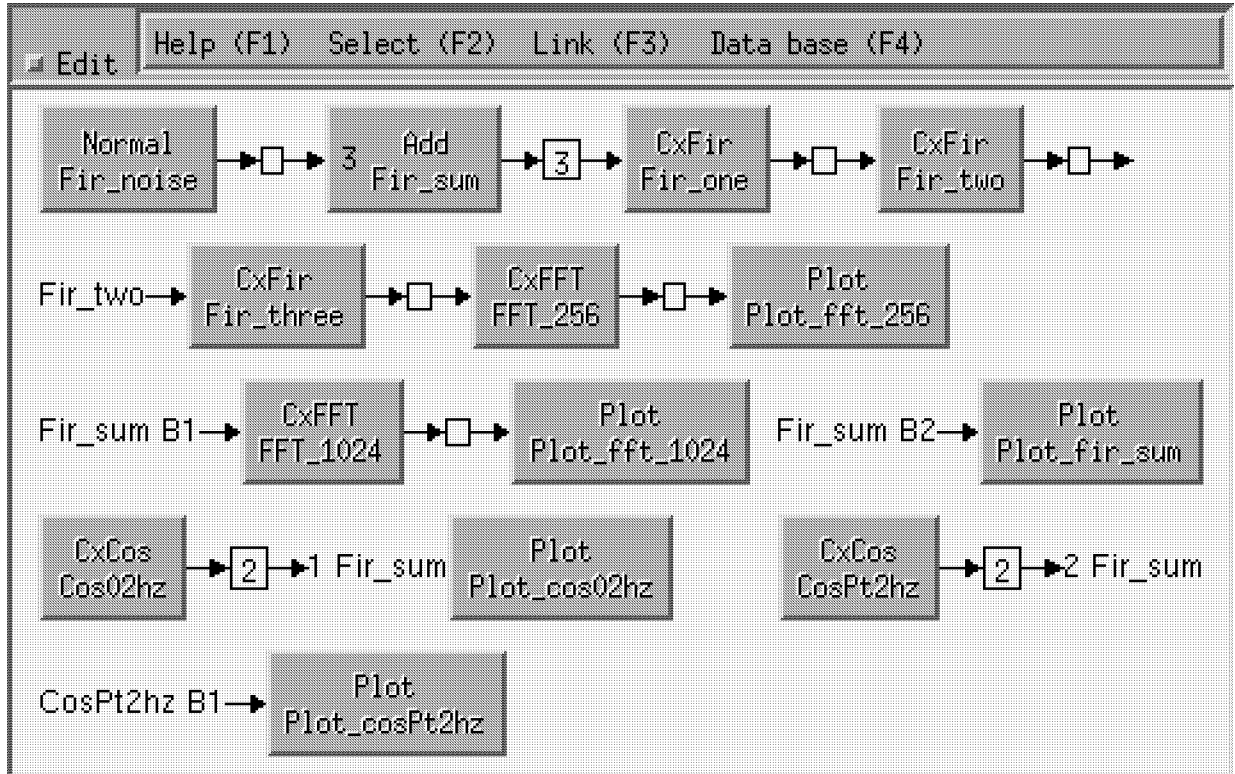 Edit Help (F1) Select (F2) Link (F3) Data base (F4)
Normal
Fir_noise
3 Add
Fir_sum
3
CxFir
Fir_one
CxFir
Fir_two
Fir_two
CxFir
Fir_three
CxFFT
FFT_256
Plot
Plot_fft_256
Fir_sum B1
CxFFT
FFT_1024
Plot
Plot_fft_1024
Fir_sum B2
Plot
Plot_fir_sum
CxCos
Cos02hz
2
1 Fir_sum
Plot
Plot_cos02hz
CxCos
CosPt2hz
2
2 Fir_sum
CosPt2hz B1
Plot
Plot_cosPt2hz